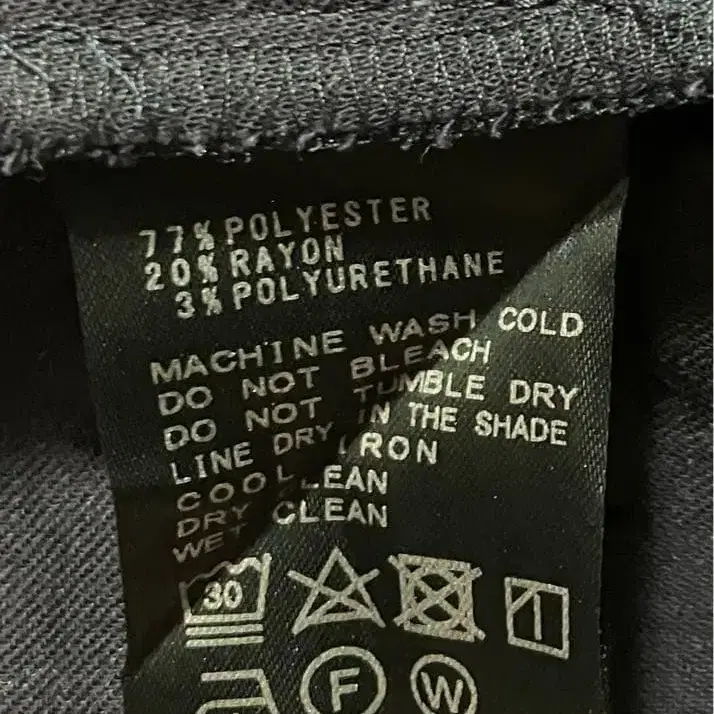 77% POLYESTER
20% RAYON
3% POLYURETHANE
MACHINE WASH COLD
DO NOT BLEACH
DO NOT TUMBLE DRY
LINE DRY IN THE SHADE
COOL IRON
DRY CLEAN
WET CLEAN
30
F
W